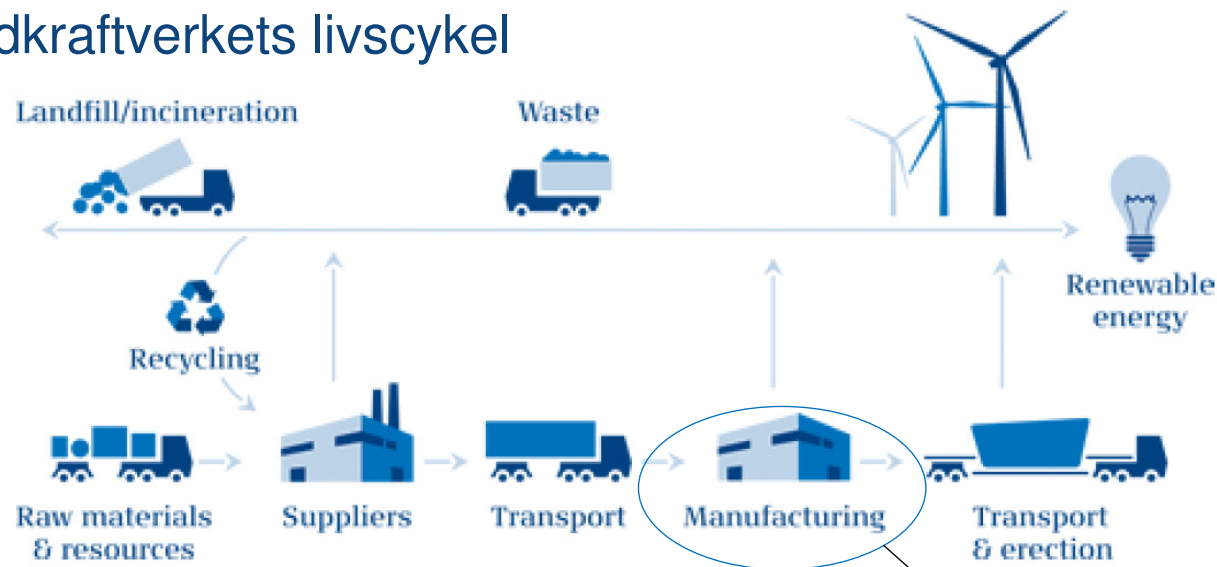 dkraftverkets livscykel
Landfill/incineration
Waste
Renewable
energy
Recycling
Raw materials
& resources
Suppliers
Transport
Manufacturing
Transport
& erection